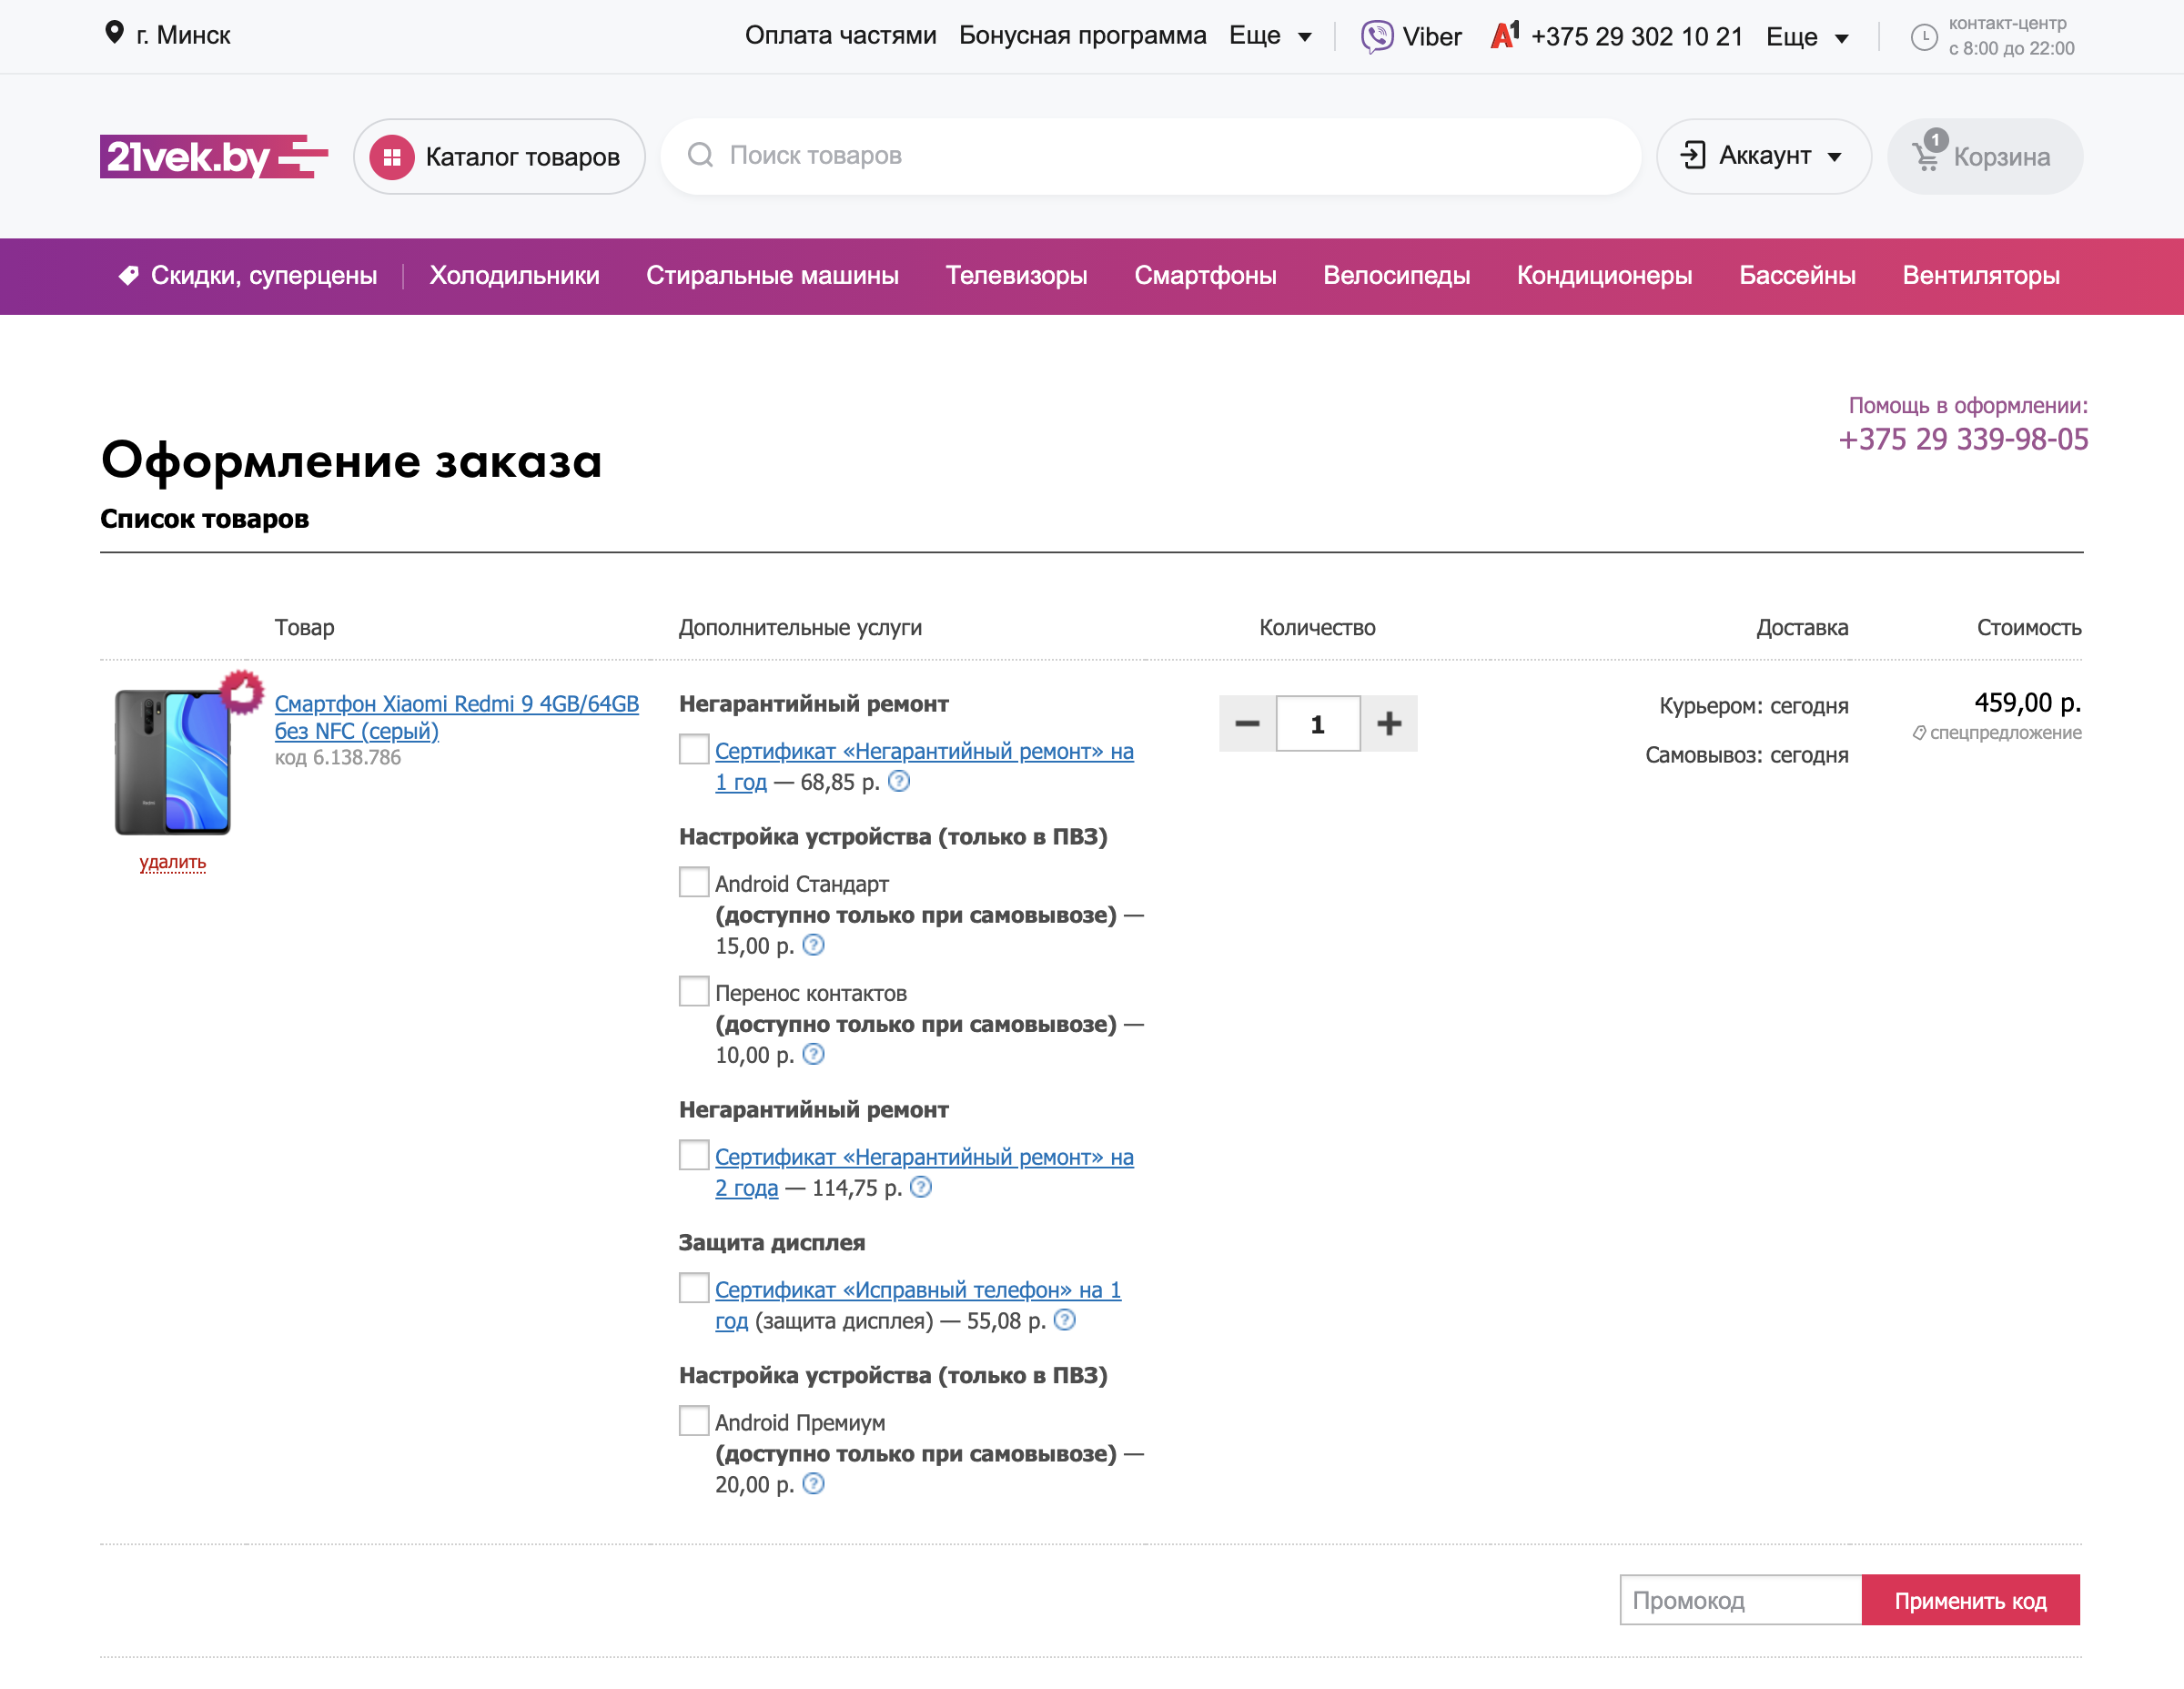 г. Минск
Оплата частями Бонусная программа Еще Viber A1 +375 29 302 10 21 Еще контакт-центр
с 8:00 до 22:00
21vek.by Каталог товаров Поиск товаров Аккаунт 1 Корзина
Скидки, суперцены Холодильники Стиральные машины Телевизоры Смартфоны Велосипеды Кондиционеры Бассейны Вентиляторы
Помощь в оформлении:
+375 29 339-98-05
Оформление заказа
Список товаров
Товар Дополнительные услуги Количество Доставка Стоимость
Смартфон Xiaomi Redmi 9 4GB/64GB
без NFC (серый)
код 6.138.786
удалить
Негарантийный ремонт
Сертификат «Негарантийный ремонт» на
1 год — 68,85 р. ?
Настройка устройства (только в ПВЗ)
Android Стандарт
(доступно только при самовывозе) —
15,00 р. ?
Перенос контактов
(доступно только при самовывозе) —
10,00 р. ?
Негарантийный ремонт
Сертификат «Негарантийный ремонт» на
2 года — 114,75 р. ?
Защита дисплея
Сертификат «Исправный телефон» на 1
год (защита дисплея) — 55,08 р. ?
Настройка устройства (только в ПВЗ)
Android Премиум
(доступно только при самовывозе) —
20,00 р. ?
1
Курьером: сегодня
Самовывоз: сегодня
459,00 р.
спецпредложение
Промокод Применить код